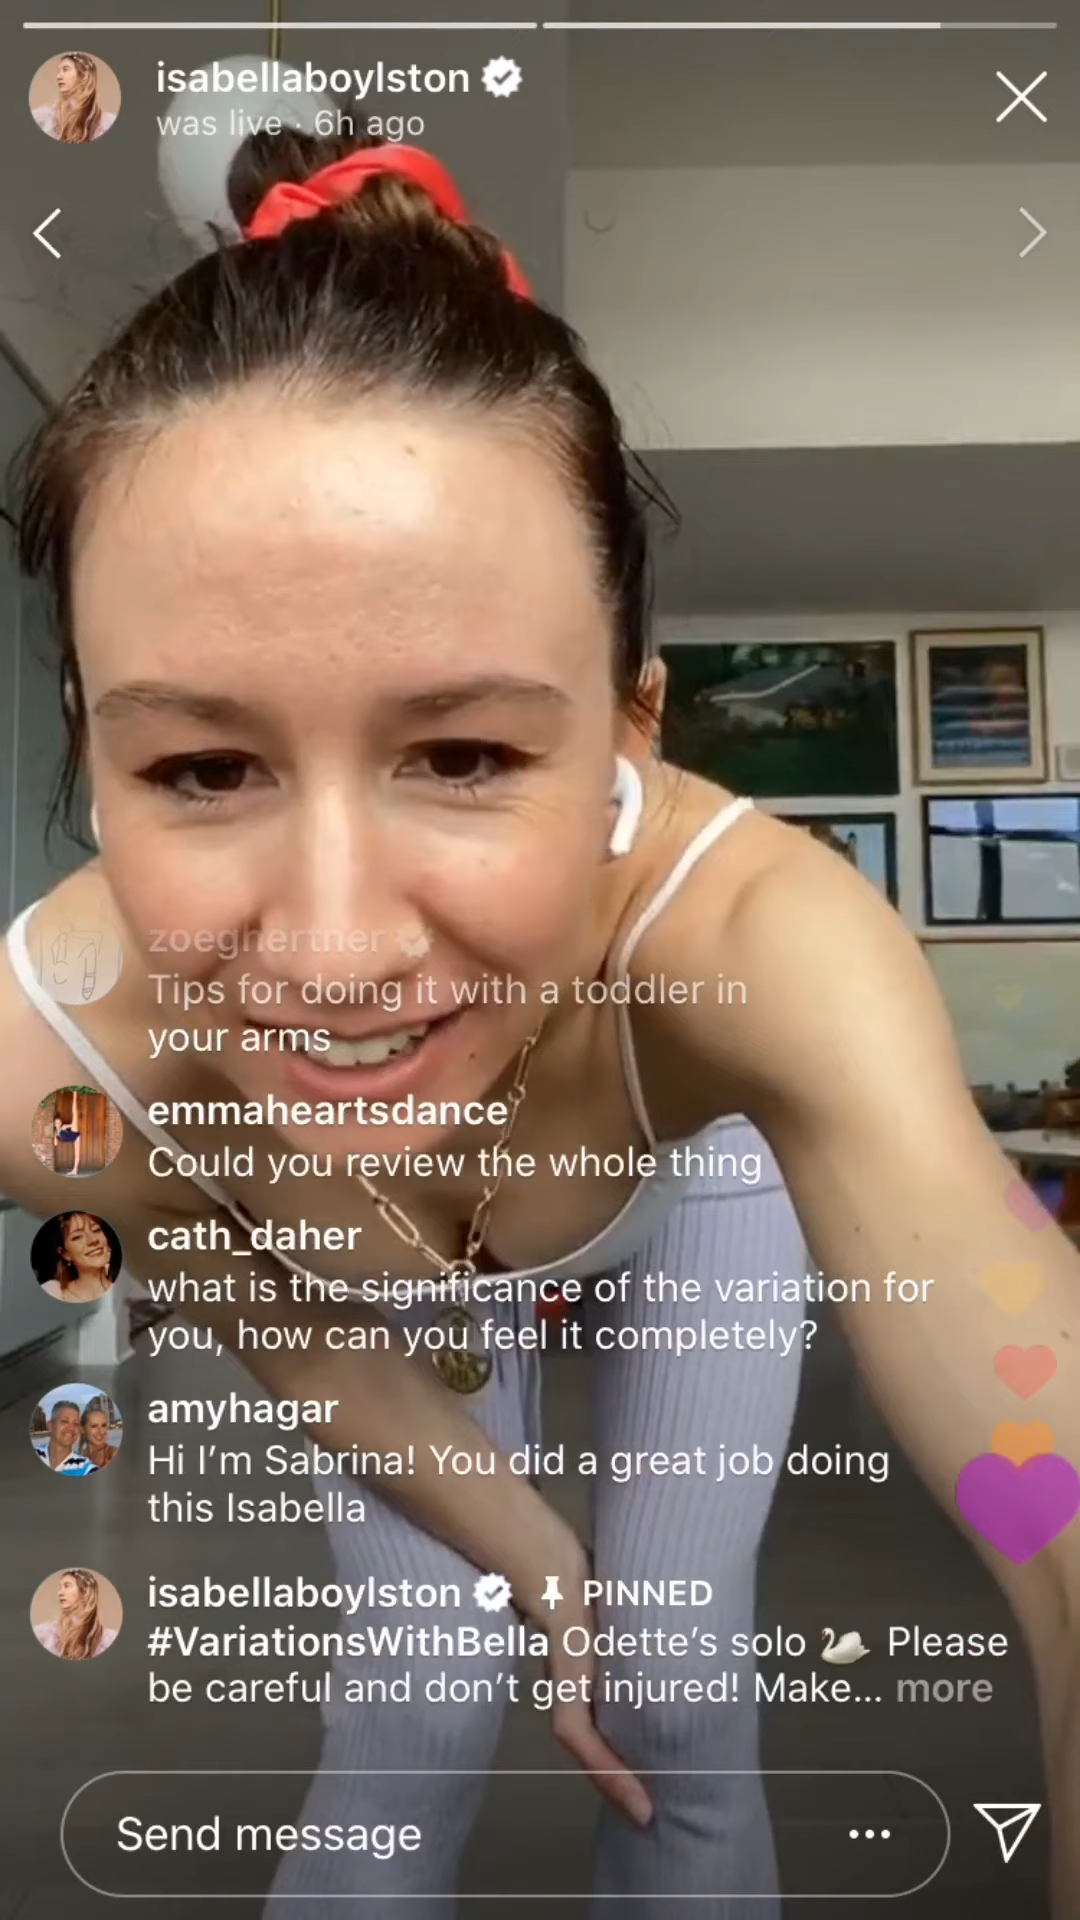 isabellaboylston
was live · 6h ago
zoeghertner
Tips for doing it with a toddler in
your arms
emmaheartsdance
Could you review the whole thing
cath_daher
what is the significance of the variation for
you, how can you feel it completely?
amyhagar
Hi I’m Sabrina! You did a great job doing
this Isabella
isabellaboylston PINNED
#VariationsWithBella Odette’s solo 🦢 Please
be careful and don’t get injured! Make... more
Send message